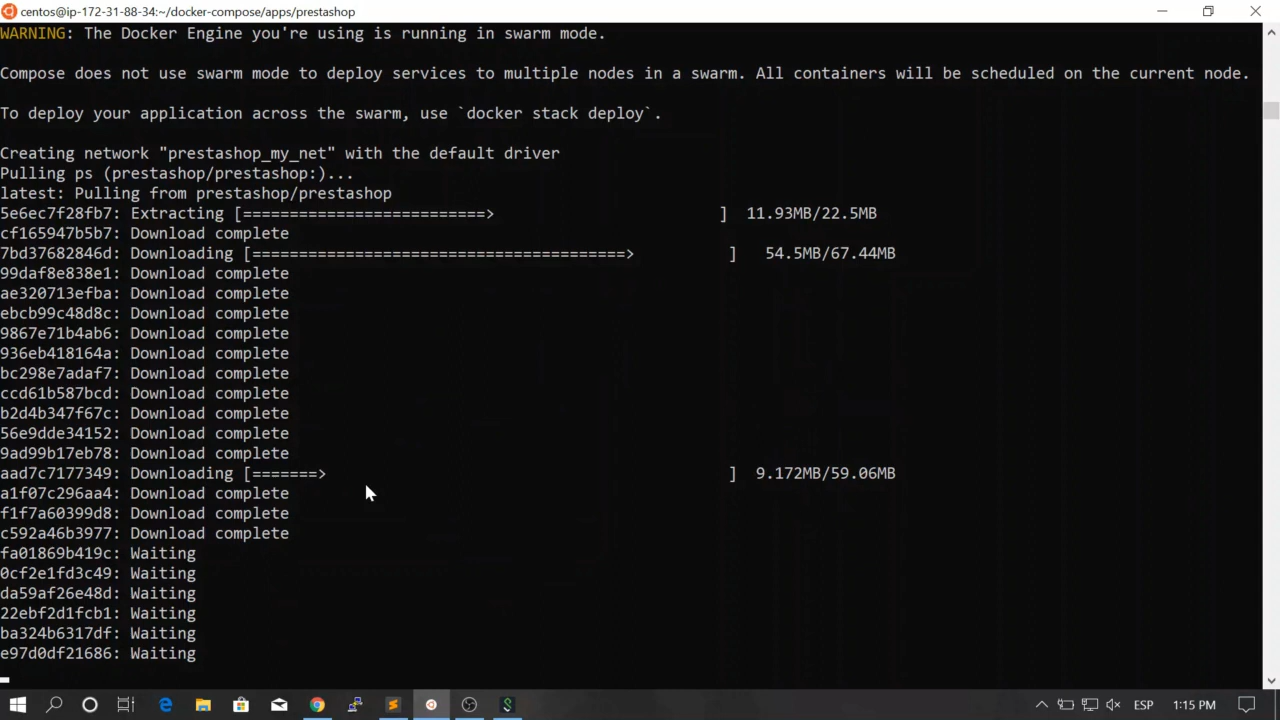 centos@ip-172-31-88-34:~/docker-compose/apps/prestashop
WARNING: The Docker Engine you're using is running in swarm mode.
Compose does not use swarm mode to deploy services to multiple nodes in a swarm. All containers will be scheduled on the current node.
To deploy your application across the swarm, use `docker stack deploy`.
Creating network "prestashop_my_net" with the default driver
Pulling ps (prestashop/prestashop:)...
latest: Pulling from prestashop/prestashop
5e6ec7f28fb7: Extracting [==========================>                        ]  11.93MB/22.5MB
cf165947b5b7: Download complete
7bd37682846d: Downloading [========================================>          ]   54.5MB/67.44MB
99daf8e838e1: Download complete
ae320713efba: Download complete
ebcb99c48d8c: Download complete
9867e71b4ab6: Download complete
936eb418164a: Download complete
bc298e7adaf7: Download complete
ccd61b587bcd: Download complete
b2d4b347f67c: Download complete
56e9dde34152: Download complete
9ad99b17eb78: Download complete
aad7c7177349: Downloading [=======>                                           ]  9.172MB/59.06MB
a1f07c296aa4: Download complete
f1f7a60399d8: Download complete
c592a46b3977: Download complete
fa01869b419c: Waiting
0cf2e1fd3c49: Waiting
da59af26e48d: Waiting
22ebf2d1fcb1: Waiting
ba324b6317df: Waiting
e97d0df21686: Waiting
ESP 1:15 PM